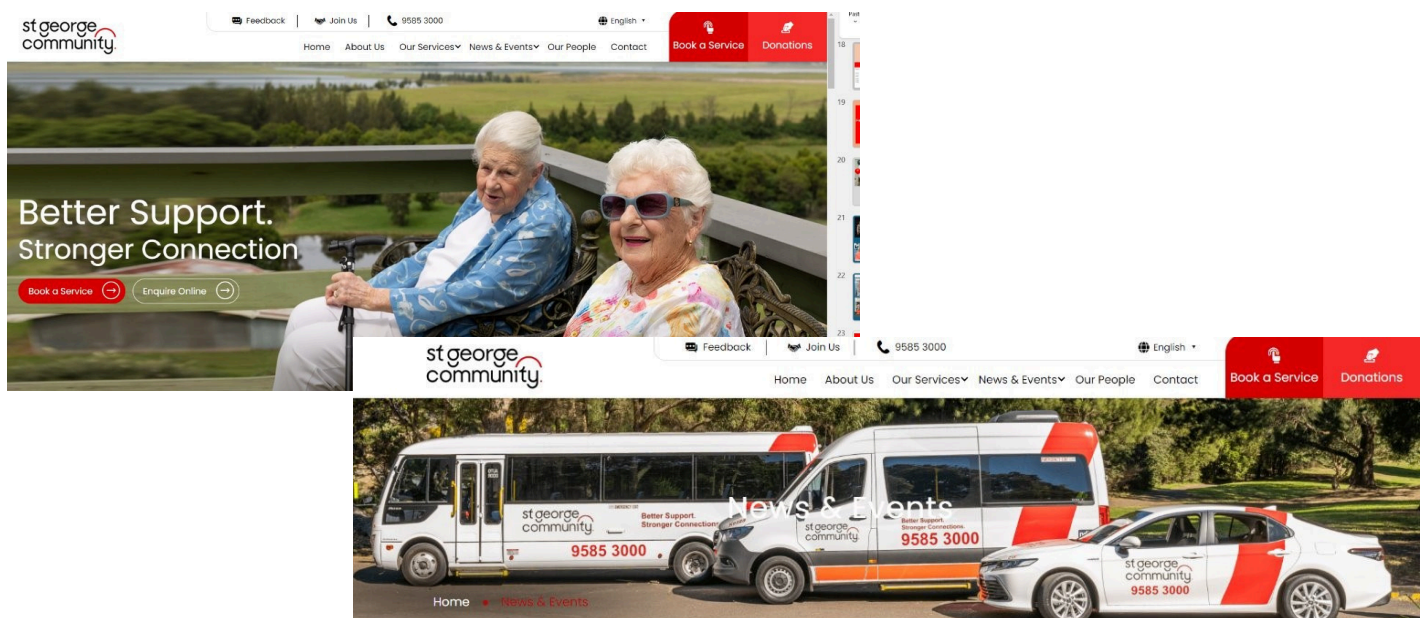 st george
community.
Feedback
Join Us
9585 3000
English
Home
About Us
Our Services
News & Events
Our People
Contact
Book a Service
Donations
Past
18
19
20
21
22
23
Better Support.
Stronger Connection
Book a Service
Enquire Online
st george
community.
Feedback
Join Us
9585 3000
English
Home
About Us
Our Services
News & Events
Our People
Contact
Book a Service
Donations
News & Events
st george
community.
Better Support.
Stronger Connections.
9585 3000
st george
community.
Better Support.
Stronger Connections.
9585 3000
st george
community.
9585 3000
Home • News & Events